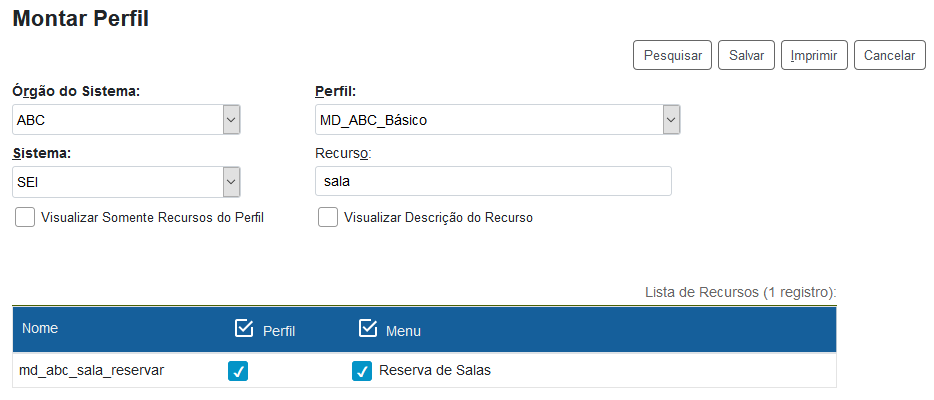 Montar Perfil
Pesquisar Salvar Imprimir Cancelar
Órgão do Sistema: Perfil:
ABC MD_ABC_Básico
Sistema: Recurso:
SEI sala
Visualizar Somente Recursos do Perfil Visualizar Descrição do Recurso
Lista de Recursos (1 registro):
Nome Perfil Menu
md_abc_sala_reservar Reserva de Salas